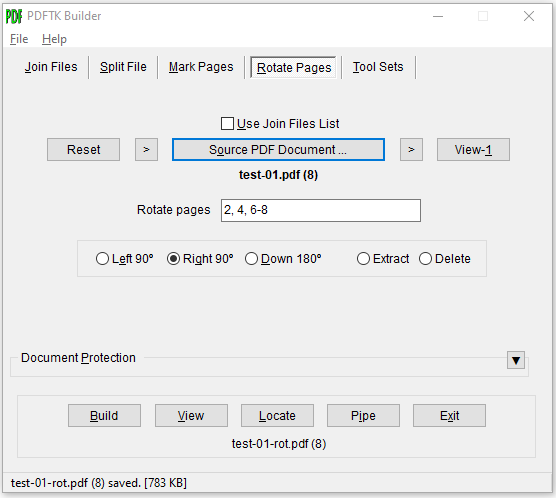 PDF PDFTK Builder
File Help
Join Files Split File Mark Pages Rotate Pages Tool Sets
Use Join Files List
Reset > Source PDF Document ... > View-1
test-01.pdf (8)
Rotate pages 2, 4, 6-8
Left 90º Right 90º Down 180º Extract Delete
Document Protection ▼
Build View Locate Pipe Exit
test-01-rot.pdf (8)
test-01-rot.pdf (8) saved. [783 KB]